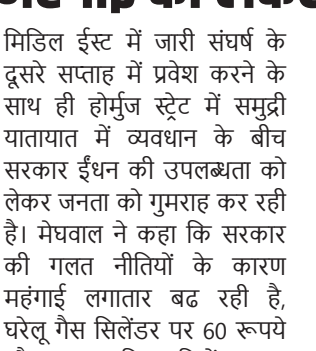 मिडिल ईस्ट में जारी संघर्ष के
दूसरे सप्ताह में प्रवेश करने के
साथ ही होर्मुज स्ट्रेट में समुद्री
यातायात में व्यवधान के बीच
सरकार ईंधन की उपलब्धता को
लेकर जनता को गुमराह कर रही
है। मेघवाल ने कहा कि सरकार
की गलत नीतियों के कारण
महंगाई लगातार बढ रही है,
घरेलू गैस सिलेंडर पर 60 रूपये